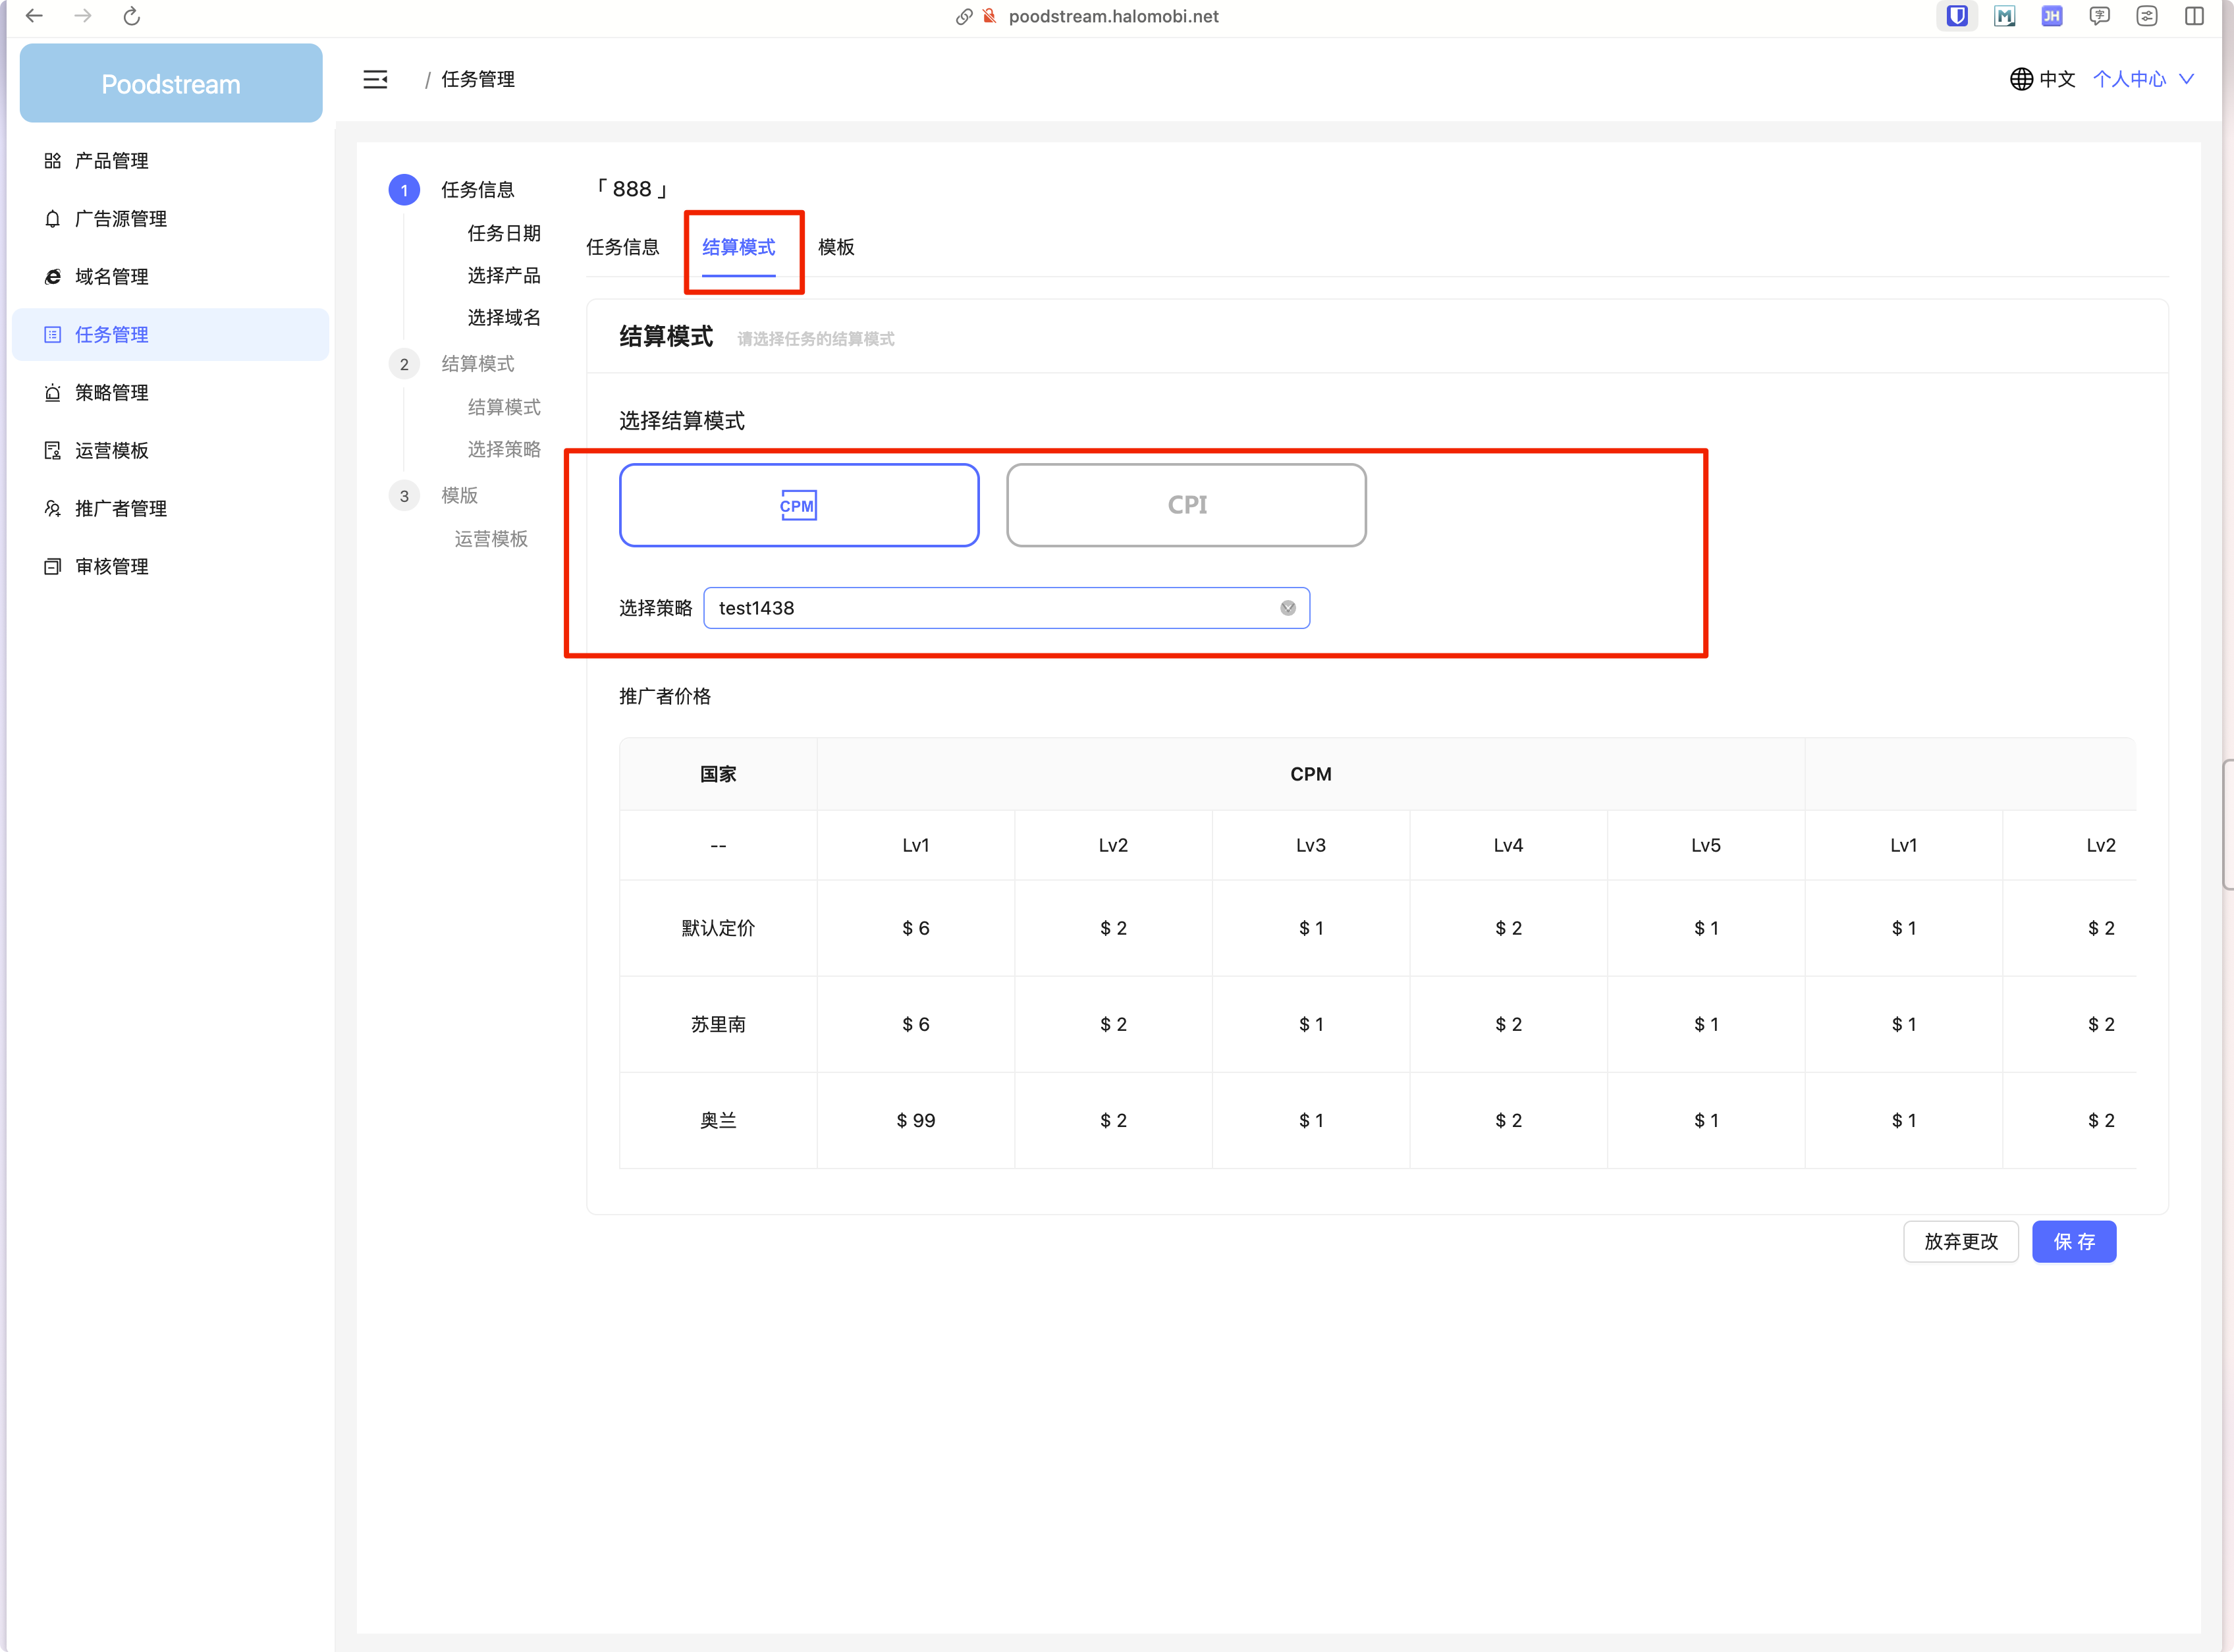 poodstream.halomobi.net
Poodstream
/ 任务管理
中文 个人中心
产品管理
广告源管理
域名管理
任务管理
策略管理
运营模板
推广者管理
审核管理
1 任务信息
任务日期
选择产品
选择域名
2 结算模式
结算模式
选择策略
3 模版
运营模板
「 888 」
任务信息 结算模式 模板
结算模式 请选择任务的结算模式
选择结算模式
CPM CPI
选择策略 test1438
推广者价格
国家 CPM
-- Lv1 Lv2 Lv3 Lv4 Lv5 Lv1 Lv2
默认定价 $ 6 $ 2 $ 1 $ 2 $ 1 $ 1 $ 2
苏里南 $ 6 $ 2 $ 1 $ 2 $ 1 $ 1 $ 2
奥兰 $ 99 $ 2 $ 1 $ 2 $ 1 $ 1 $ 2
放弃更改 保 存
M
JH
字